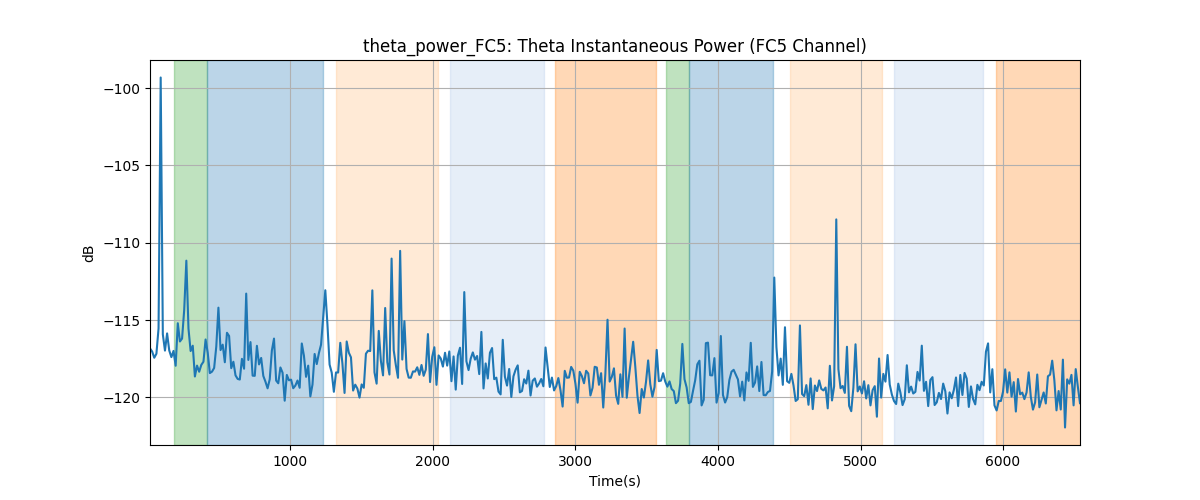 theta_power_FC5: Theta Instantaneous Power (FC5 Channel)
−100
−105
−110
−115
−120
dB
1000 2000 3000 4000 5000 6000
Time(s)